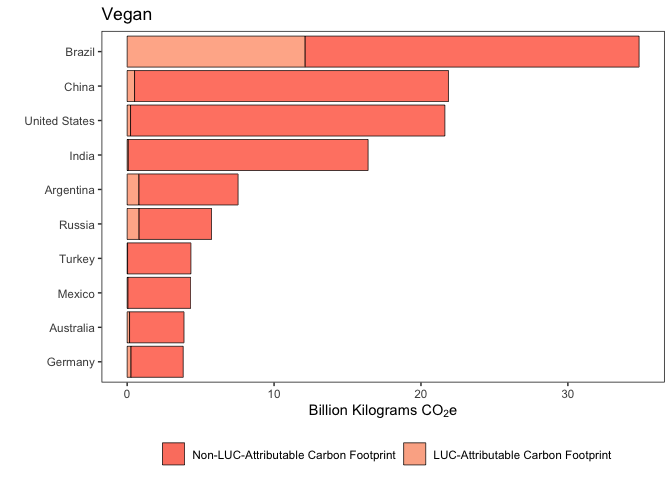 Vegan
Brazil
China
United States
India
Argentina
Russia
Turkey
Mexico
Australia
Germany
0 10 20 30
Billion Kilograms CO₂e
Non-LUC-Attributable Carbon Footprint LUC-Attributable Carbon Footprint